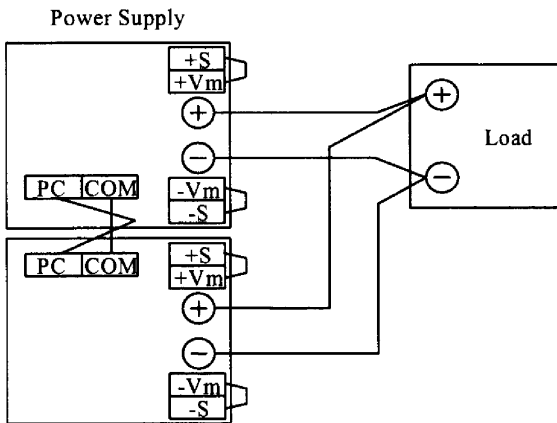 Power Supply
+S
+Vm
+
−
Load
+
−
PC COM
-Vm
-S
PC COM
+S
+Vm
+
−
-Vm
-S